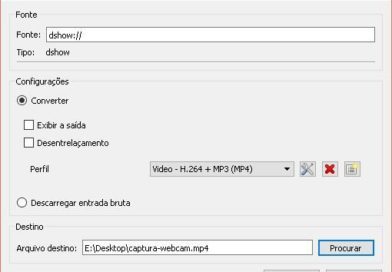 Fonte
Fonte: dshow://
Tipo: dshow
Configurações
Converter
Exibir a saída
Desentrelaçamento
Perfil Video - H.264 + MP3 (MP4)
Descarregar entrada bruta
Destino
Arquivo destino: E:\Desktop\captura-webcam.mp4 Procurar